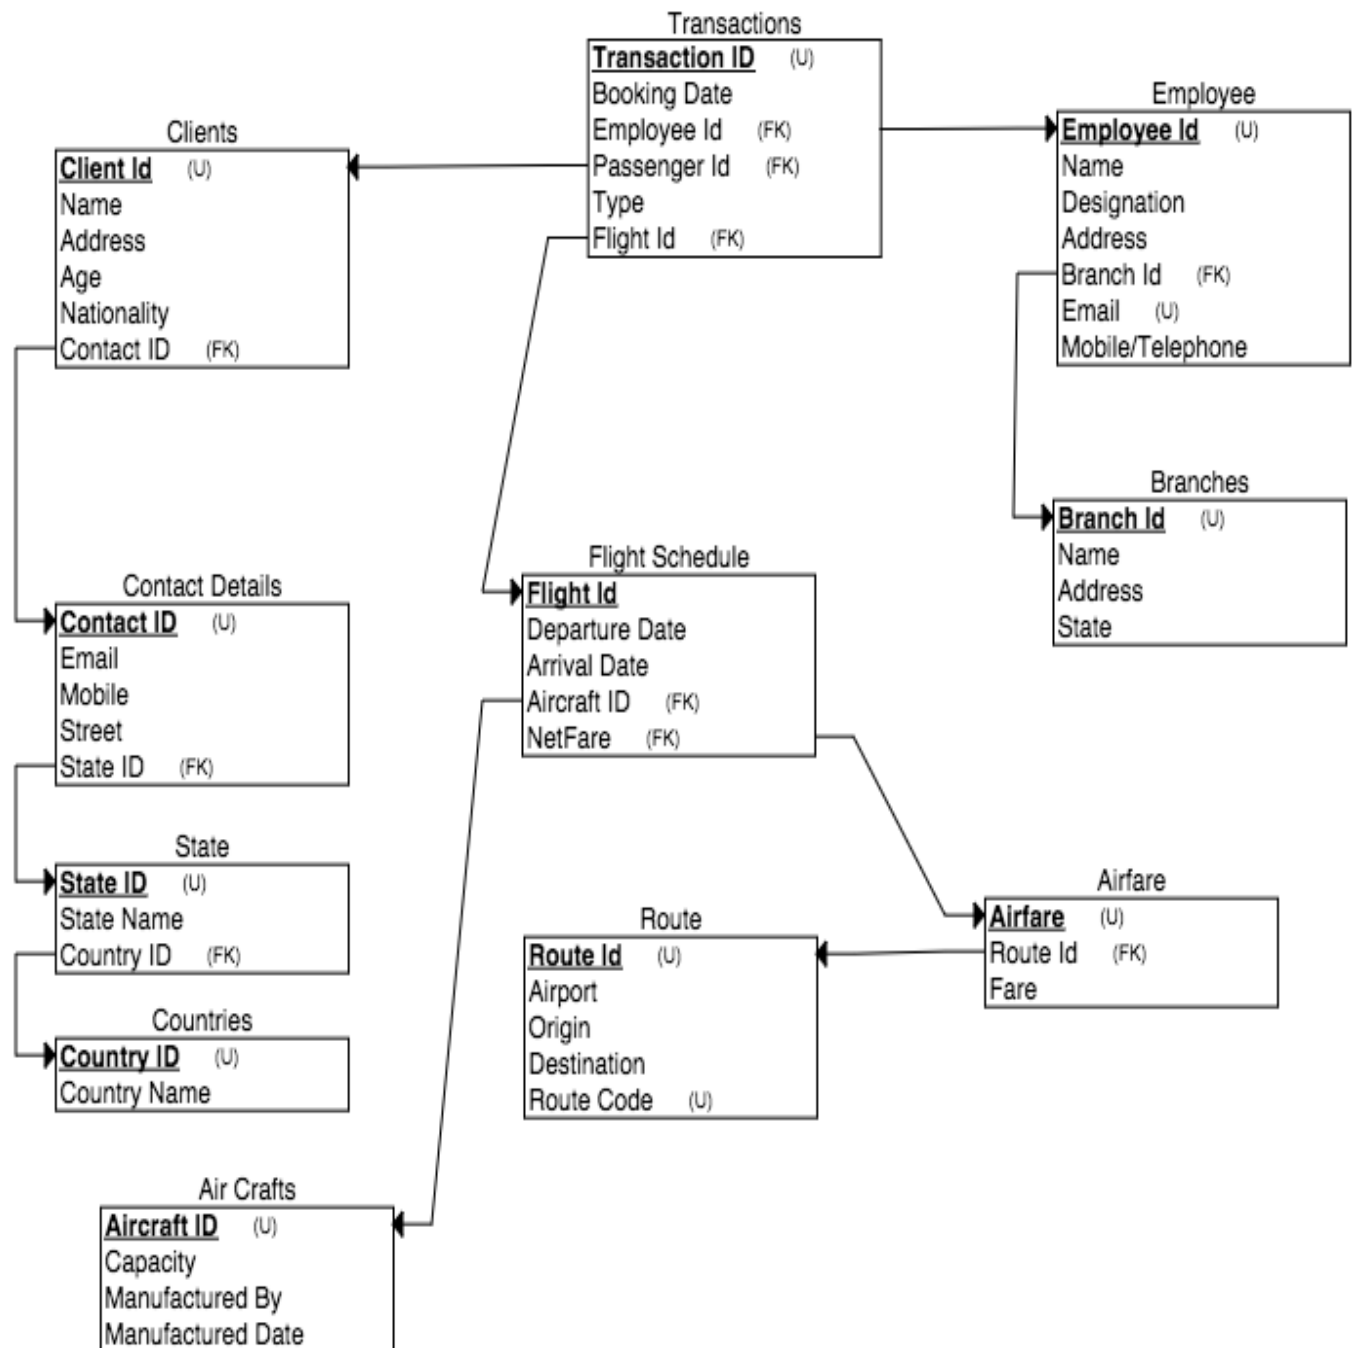 Transactions
Transaction ID (U)
Booking Date
Employee Id (FK)
Passenger Id (FK)
Type
Flight Id (FK)
Employee
Employee Id (U)
Name
Designation
Address
Branch Id (FK)
Email (U)
Mobile/Telephone
Clients
Client Id (U)
Name
Address
Age
Nationality
Contact ID (FK)
Branches
Branch Id (U)
Name
Address
State
Flight Schedule
Flight Id
Departure Date
Arrival Date
Aircraft ID (FK)
NetFare (FK)
Contact Details
Contact ID (U)
Email
Mobile
Street
State ID (FK)
State
State ID (U)
State Name
Country ID (FK)
Airfare
Airfare (U)
Route Id (FK)
Fare
Route
Route Id (U)
Airport
Origin
Destination
Route Code (U)
Countries
Country ID (U)
Country Name
Air Crafts
Aircraft ID (U)
Capacity
Manufactured By
Manufactured Date